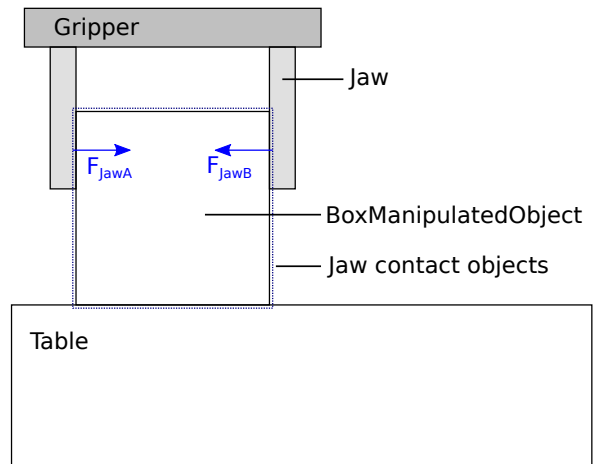 Gripper
Jaw
F_JawA
F_JawB
BoxManipulatedObject
Jaw contact objects
Table